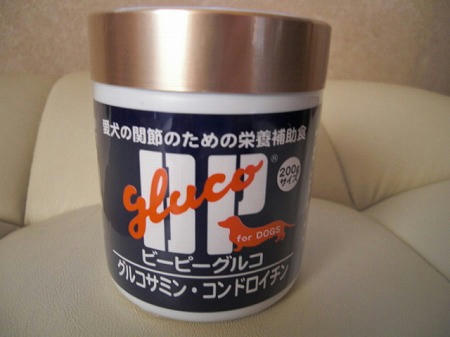 愛犬の関節のための栄養補助食
BP
gluco
®
200g
サイズ
for DOGS
ビーピーグルコ
グルコサミン・コンドロイチン